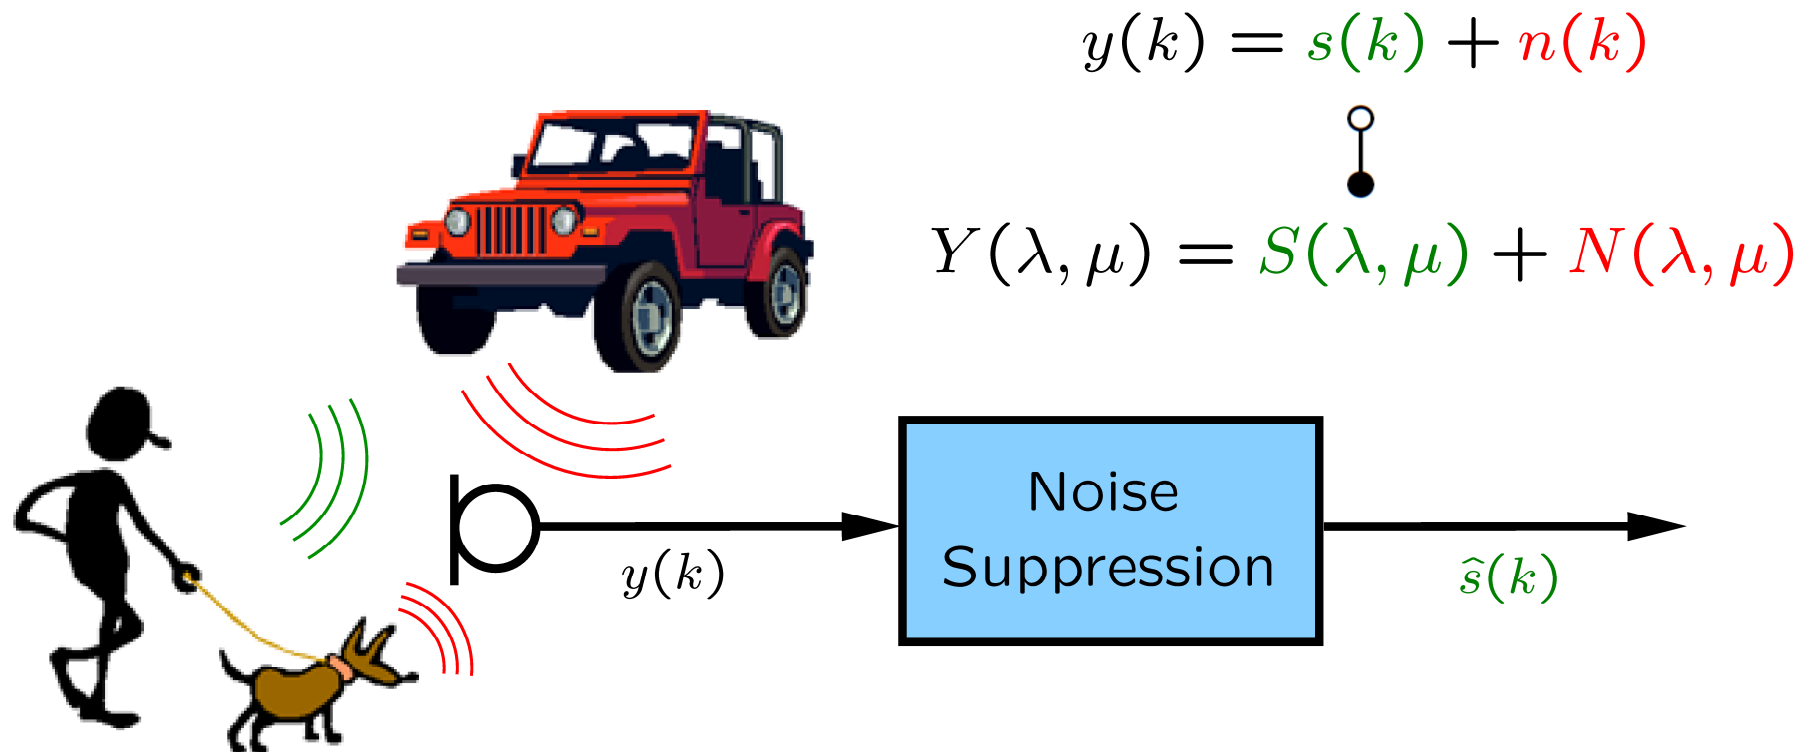 y(k) = s(k) + n(k)
Y(λ, μ) = S(λ, μ) + N(λ, μ)
Noise
Suppression
y(k)
ŝ(k)